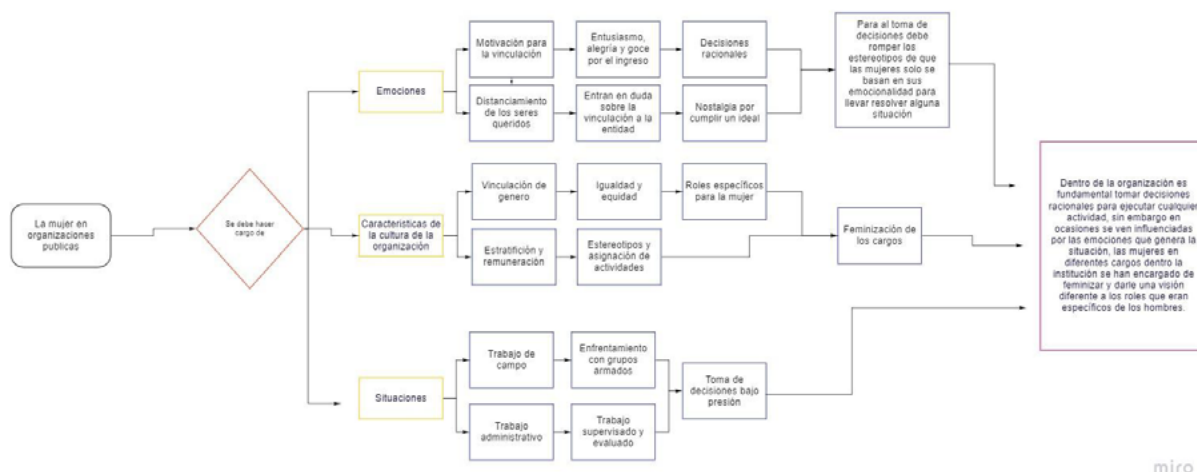 La mujer en
organizaciones
publicas
Se debe hacer
cargo de
Emociones
Motivación para
la vinculación
Entusiasmo,
alegría y goce
por el ingreso
Decisiones
racionales
Distanciamiento
de los seres
queridos
Entran en duda
sobre la
vinculación a la
entidad
Nostalgia por
cumplir un ideal
Para al toma de
decisiones debe
romper los
estereotipos de que
las mujeres solo se
basan en sus
emocionalidad para
llevar resolver alguna
situación
Características de
la cultura de la
organización
Vinculación de
genero
Igualdad y
equidad
Roles específicos
para la mujer
Estratifición y
remuneración
Estereotipos y
asignación de
actividades
Feminización de
los cargos
Situaciones
Trabajo de
campo
Enfrentamiento
con grupos
armados
Trabajo
administrativo
Trabajo
supervisado y
evaluado
Toma de
decisiones bajo
presión
Dentro de la organización es
fundamental tomar decisiones
racionales para ejecutar cualquier
actividad, sin embargo en
ocasiones se ven influenciadas
por las emociones que genera la
situación, las mujeres en
diferentes cargos dentro la
institución se han encargado de
feminizar y darle una visión
diferente a los roles que eran
específicos de los hombres.
miro